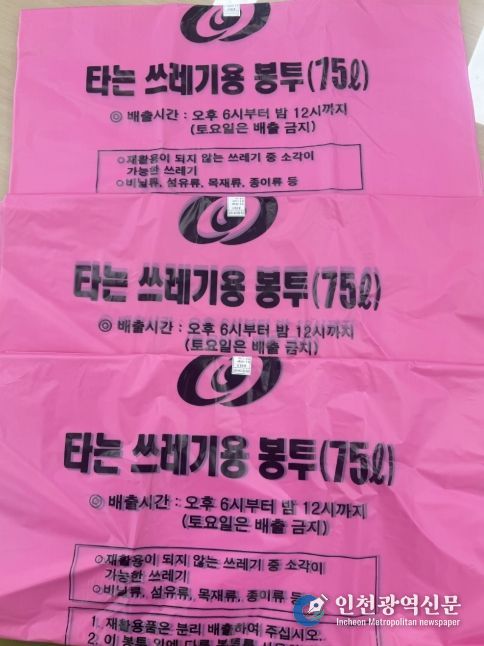 타는 쓰레기용 봉투(75ℓ)
◎ 배출시간 : 오후 6시부터 밤 12시까지
(토요일은 배출 금지)
○재활용이 되지 않는 쓰레기 중 소각이
가능한 쓰레기
○비닐류, 섬유류, 목재류, 종이류 등
타는 쓰레기용 봉투(75ℓ)
◎ 배출시간 : 오후 6시부터 밤 12시까지
(토요일은 배출 금지)
타는 쓰레기용 봉투(75ℓ)
◎ 배출시간 : 오후 6시부터 밤 12시까지
(토요일은 배출 금지)
○재활용이 되지 않는 쓰레기 중 소각이
가능한 쓰레기
○비닐류, 섬유류, 목재류, 종이류 등
1. 재활용품은 분리 배출하여 주십시오.
2. 이 봉투 안에 다른
인천광역신문
Incheon Metropolitan newspaper